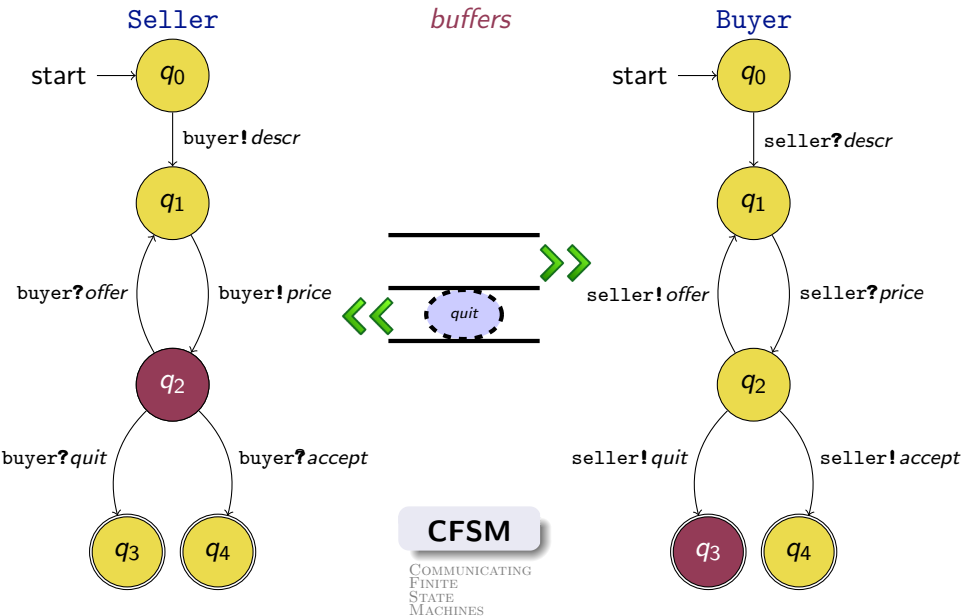 Seller
buffers
Buyer
start
q0
start
q0
buyer!descr
seller?descr
q1
q1
buyer?offer
buyer!price
seller!offer
seller?price
quit
q2
q2
buyer?quit
buyer?accept
seller!quit
seller!accept
q3
q4
CFSM
q3
q4
COMMUNICATING
FINITE
STATE
MACHINES